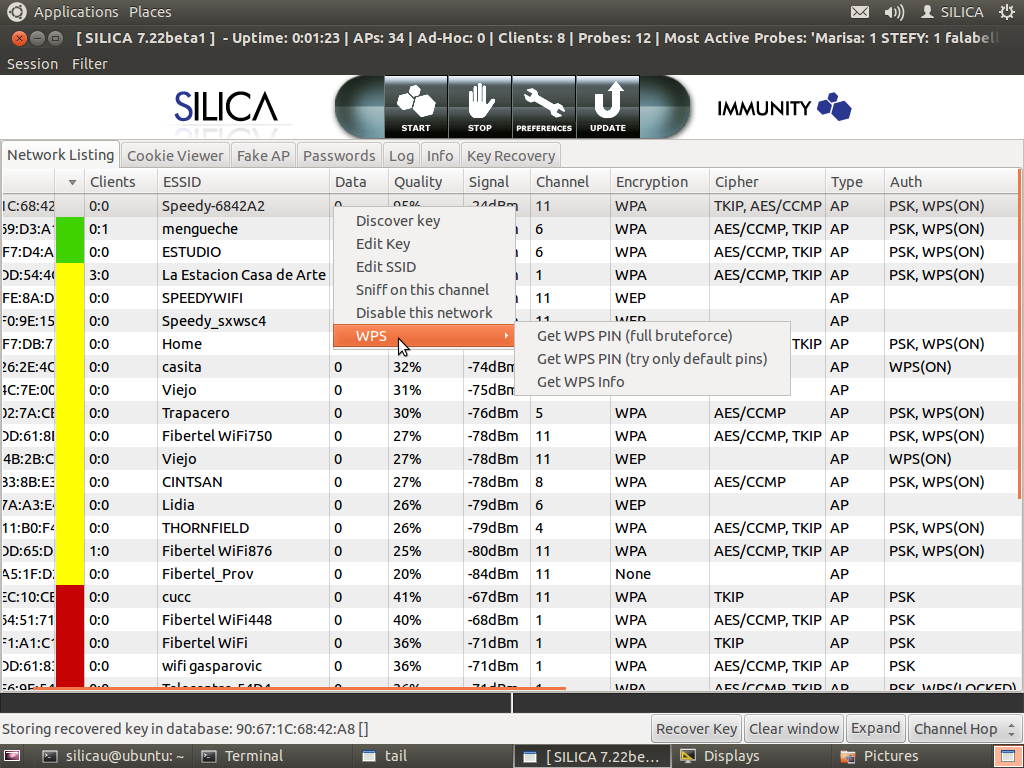 Applications Places SILICA
[ SILICA 7.22beta1 ] - Uptime: 0:01:23 | APs: 34 | Ad-Hoc: 0 | Clients: 8 | Probes: 12 | Most Active Probes: 'Marisa: 1 STEFY: 1 falabell
Session Filter
SILICA START STOP PREFERENCES UPDATE IMMUNITY
Network Listing Cookie Viewer Fake AP Passwords Log Info Key Recovery
Clients ESSID Data Quality Signal Channel Encryption Cipher Type Auth
1C:68:42 0:0 Speedy-6842A2 0 95% -24dBm 11 WPA TKIP, AES/CCMP AP PSK, WPS(ON)
59:D3:A1 0:1 mengueche 6 WPA AES/CCMP, TKIP AP PSK, WPS(ON)
F7:D4:A 0:0 ESTUDIO 6 WPA AES/CCMP, TKIP AP PSK, WPS(ON)
DD:54:40 3:0 La Estacion Casa de Arte 1 WPA AES/CCMP, TKIP AP PSK, WPS(ON)
FE:8A:D 0:0 SPEEDYWIFI 11 WEP AP
F0:9E:15 0:0 Speedy_sxwsc4 11 WEP AP
F7:DB:7 0:0 Home TKIP AP PSK, WPS(ON)
26:2E:4C 0:0 casita 0 32% -74dBm AP WPS(ON)
4C:7E:00 0:0 Viejo 0 31% -75dBm AP
02:7A:CE 0:0 Trapacero 0 30% -76dBm 5 WPA AES/CCMP AP PSK, WPS(ON)
DD:61:8E 0:0 Fibertel WiFi750 0 27% -78dBm 11 WPA AES/CCMP, TKIP AP PSK, WPS(ON)
4B:2B:C 0:0 Viejo 0 27% -78dBm 11 WEP AP WPS(ON)
33:8B:E3 0:0 CINTSAN 0 27% -78dBm 8 WPA AES/CCMP AP PSK, WPS(ON)
7A:A3:E4 0:0 Lidia 0 26% -79dBm 6 WEP AP
11:B0:F4 0:0 THORNFIELD 0 26% -79dBm 4 WPA AES/CCMP, TKIP AP PSK, WPS(ON)
DD:65:D 1:0 Fibertel WiFi876 0 25% -80dBm 11 WPA AES/CCMP, TKIP AP PSK, WPS(ON)
A5:1F:D 0:0 Fibertel_Prov 0 20% -84dBm 11 None AP
EC:10:CE 0:0 cucc 0 41% -67dBm 11 WPA TKIP AP PSK
54:51:71 0:0 Fibertel WiFi448 0 40% -68dBm 1 WPA AES/CCMP, TKIP AP PSK
F1:A1:C1 0:0 Fibertel WiFi 0 36% -71dBm 1 WPA TKIP AP PSK
DD:61:83 0:0 wifi gasparovic 0 36% -71dBm 1 WPA AES/CCMP, TKIP AP PSK
0:0 Telecentro-54D4 0 36% -71dBm 1 WPA AES/CCMP, TKIP AP PSK, WPS(LOCKED)
Discover key
Edit Key
Edit SSID
Sniff on this channel
Disable this network
WPS
Get WPS PIN (full bruteforce)
Get WPS PIN (try only default pins)
Get WPS Info
Storing recovered key in database: 90:67:1C:68:42:A8 [] Recover Key Clear window Expand Channel Hop
silicau@ubuntu: ~ Terminal tail [ SILICA 7.22be... Displays Pictures